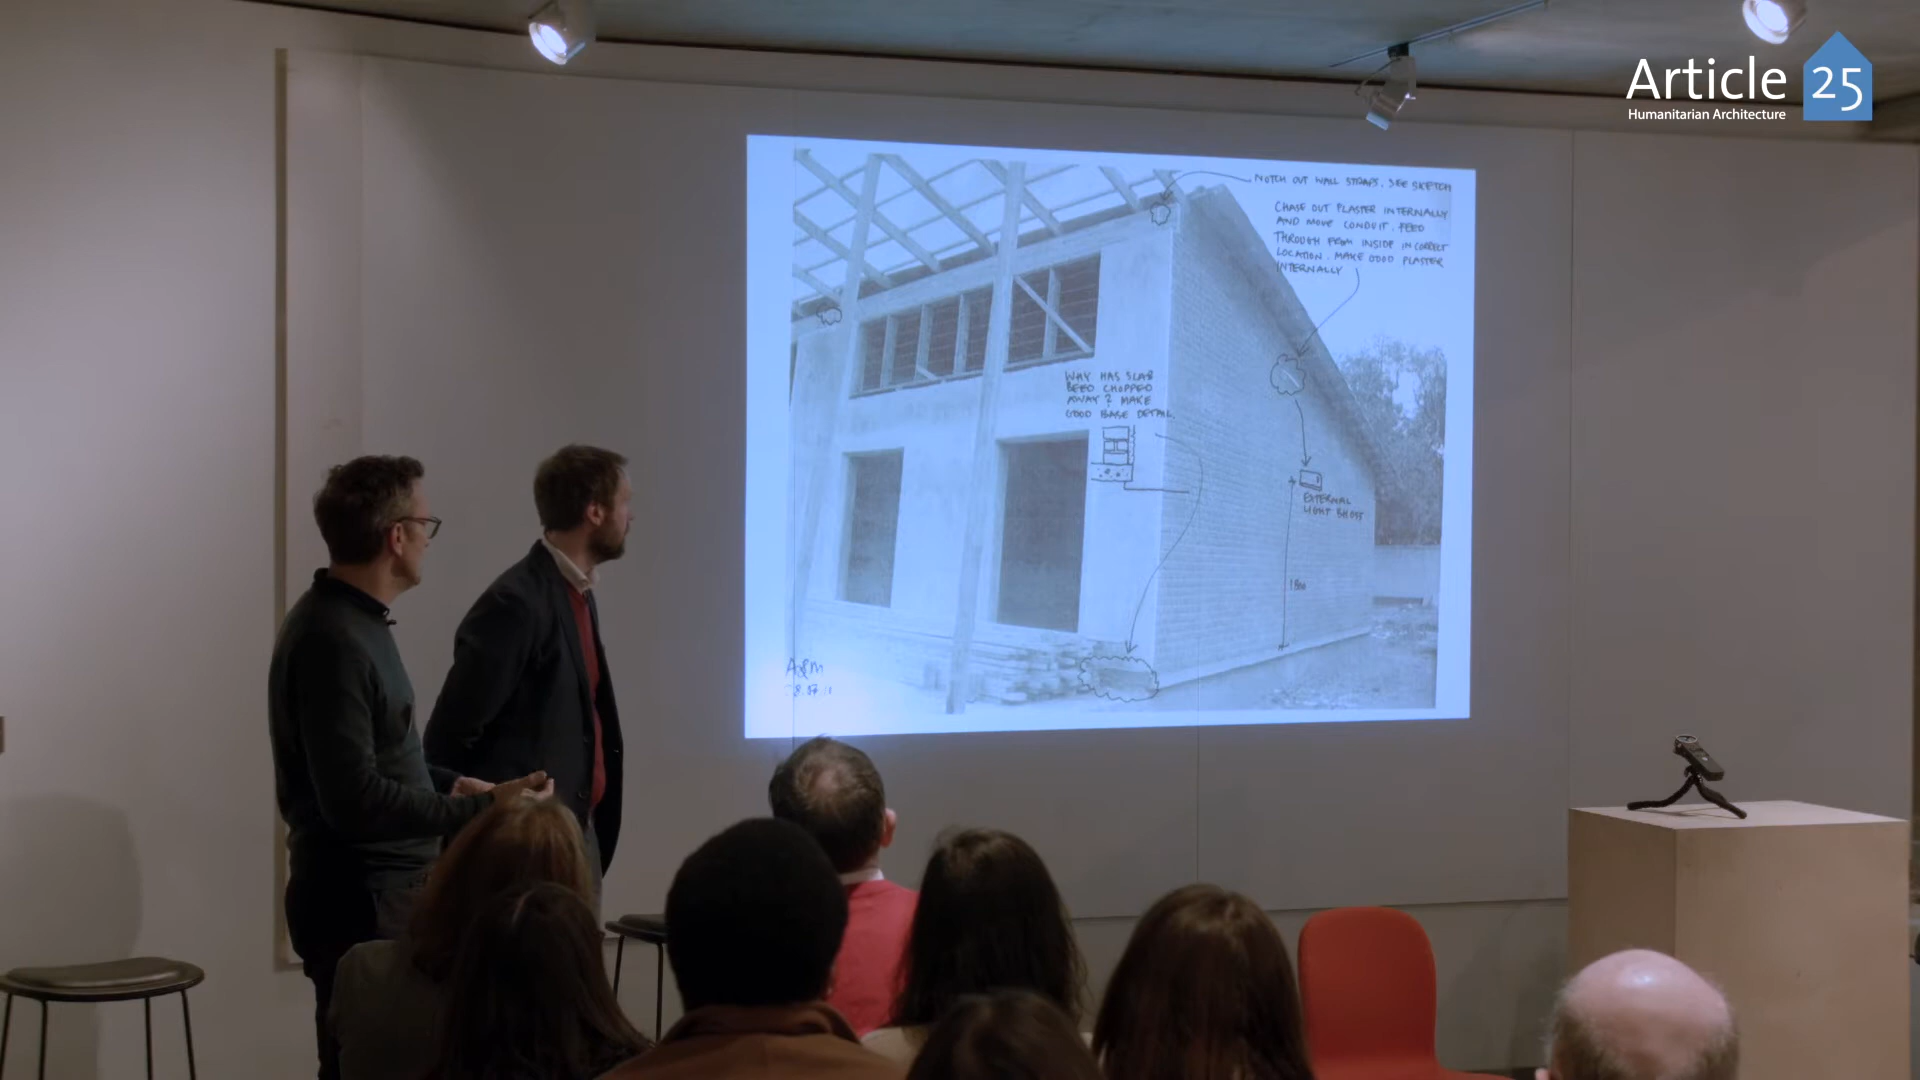 Article 25
Humanitarian Architecture
NOTCH OUT WALL STRAPS. SEE SKETCH
CHASE OUT PLASTER INTERNALLY
AND MOVE CONDUIT. FEED
THROUGH FROM INSIDE IN CORRECT
LOCATION. MAKE GOOD PLASTER
INTERNALLY
WHY HAS SLAB
BEEN CHOPPED
AWAY? MAKE
GOOD BASE DETAIL.
EXTERNAL
LIGHT
1800